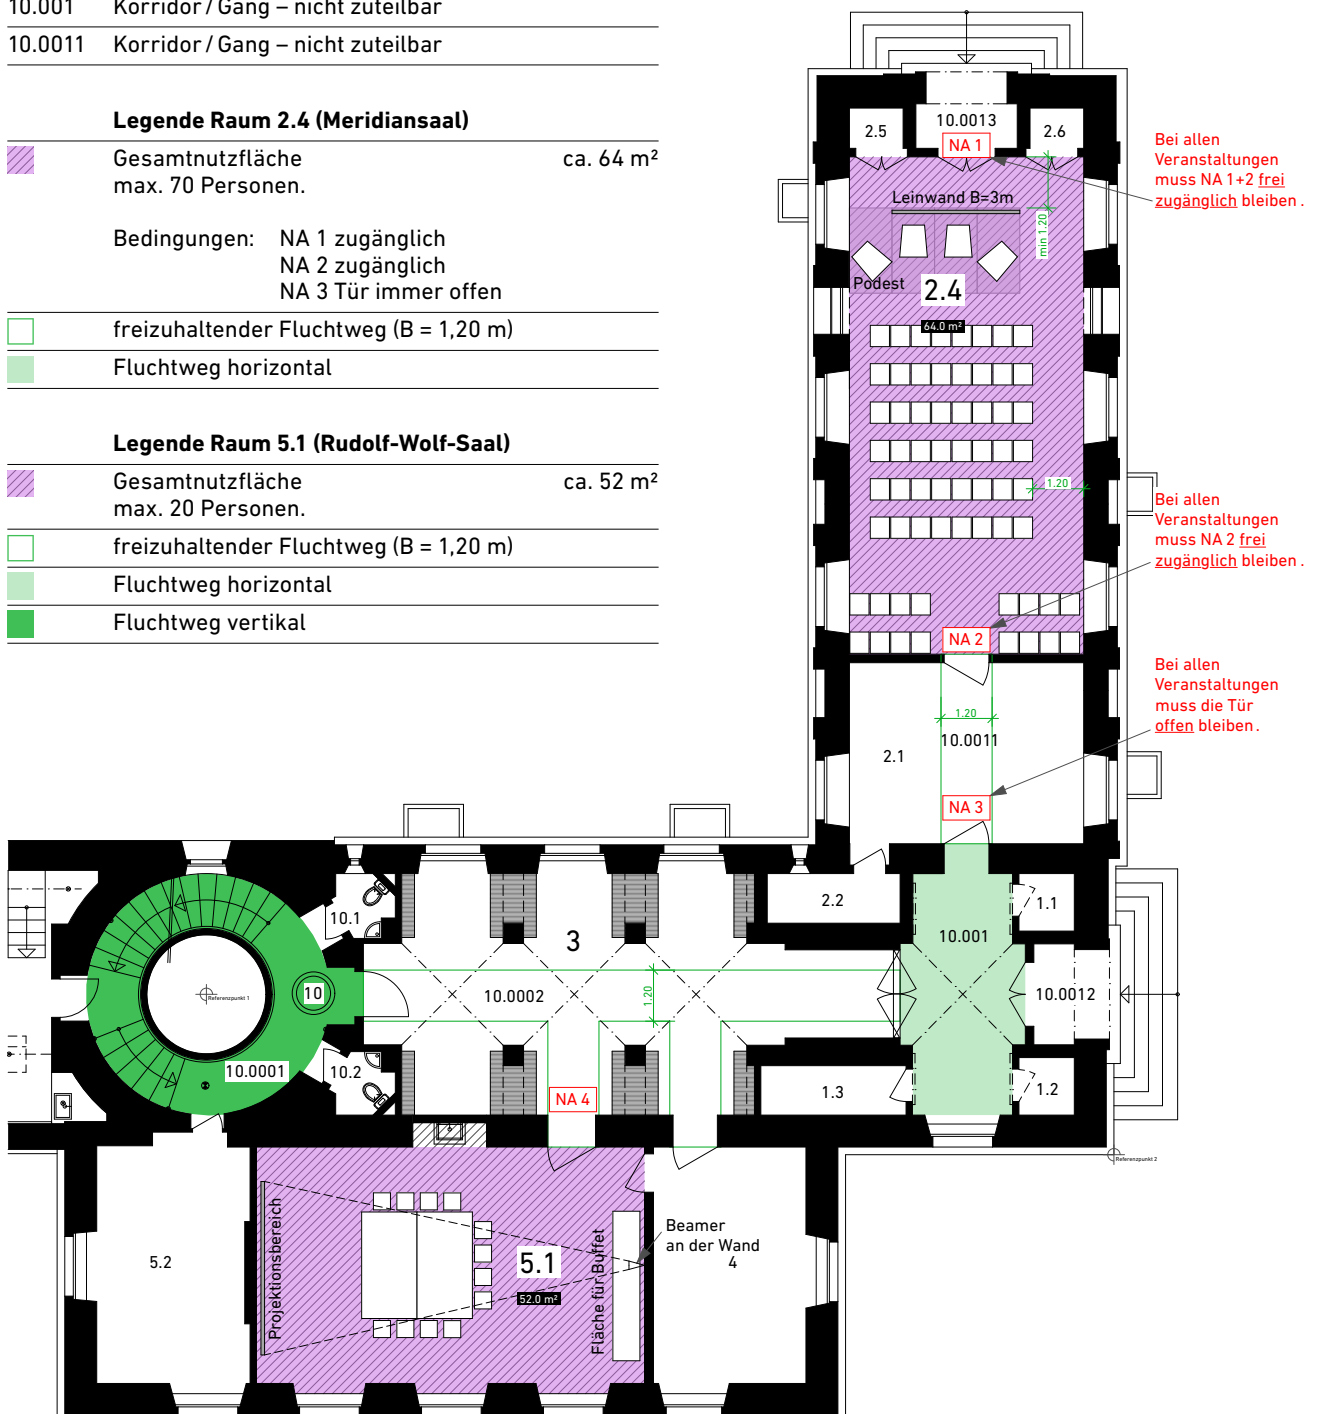 10.001 Korridor / Gang – nicht zuteilbar
10.0011 Korridor / Gang – nicht zuteilbar
Legende Raum 2.4 (Meridiansaal)
Gesamtnutzfläche ca. 64 m²
max. 70 Personen.
Bedingungen: NA 1 zugänglich
NA 2 zugänglich
NA 3 Tür immer offen
freizuhaltender Fluchtweg (B = 1,20 m)
Fluchtweg horizontal
Legende Raum 5.1 (Rudolf-Wolf-Saal)
Gesamtnutzfläche ca. 52 m²
max. 20 Personen.
freizuhaltender Fluchtweg (B = 1,20 m)
Fluchtweg horizontal
Fluchtweg vertikal
2.5
10.0013
2.6
NA 1
Bei allen
Veranstaltungen
muss NA 1+2 frei
zugänglich bleiben .
Leinwand B=3m
min 1.20
Podest
2.4
64.0 m²
1.20
Bei allen
Veranstaltungen
muss NA 2 frei
zugänglich bleiben .
NA 2
Bei allen
Veranstaltungen
muss die Tür
offen bleiben .
1.20
10.0011
2.1
NA 3
10.1
2.2
1.1
3
10.001
10
Referenzpunkt 1
10.0002
1.20
10.0012
10.0001
10.2
1.3
1.2
NA 4
Referenzpunkt 2
Projektionsbereich
5.2
5.1
52.0 m²
Fläche für Buffet
Beamer
an der Wand
4